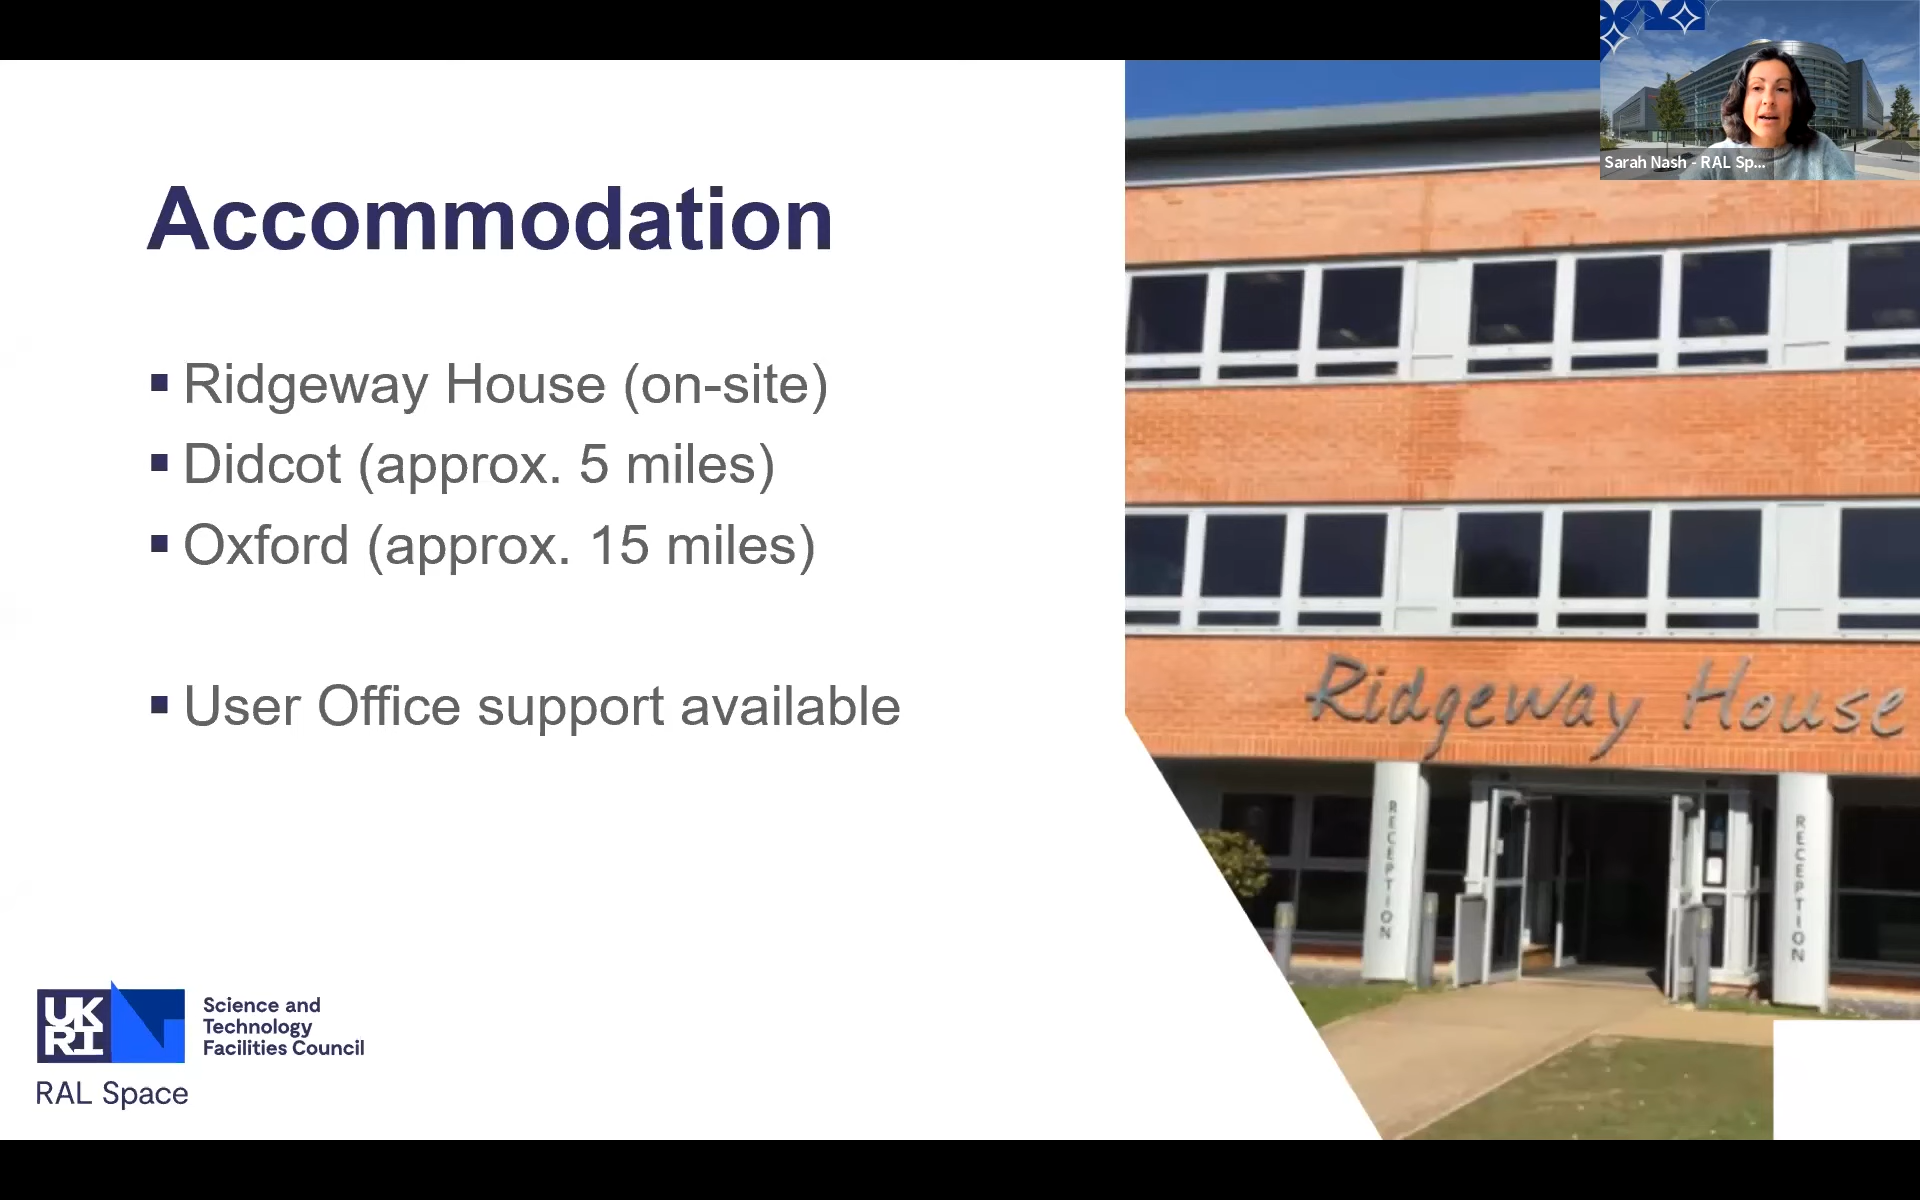 Sarah Nash - RAL Sp...
Accommodation
▪ Ridgeway House (on-site)
▪ Didcot (approx. 5 miles)
▪ Oxford (approx. 15 miles)
▪ User Office support available
Ridgeway House
RECEPTION
RECEPTION
UK
RI
Science and
Technology
Facilities Council
RAL Space